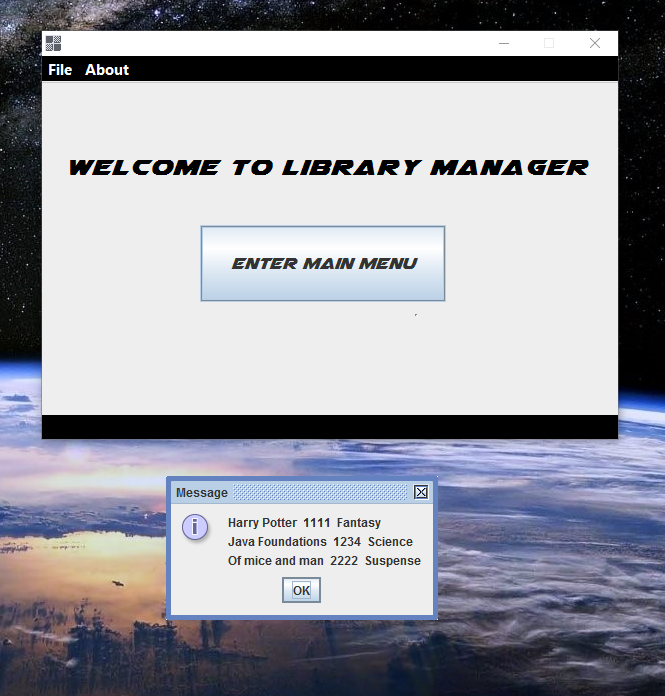 File About
WELCOME TO LIBRARY MANAGER
ENTER MAIN MENU
Message
Harry Potter 1111 Fantasy
Java Foundations 1234 Science
Of mice and man 2222 Suspense
OK